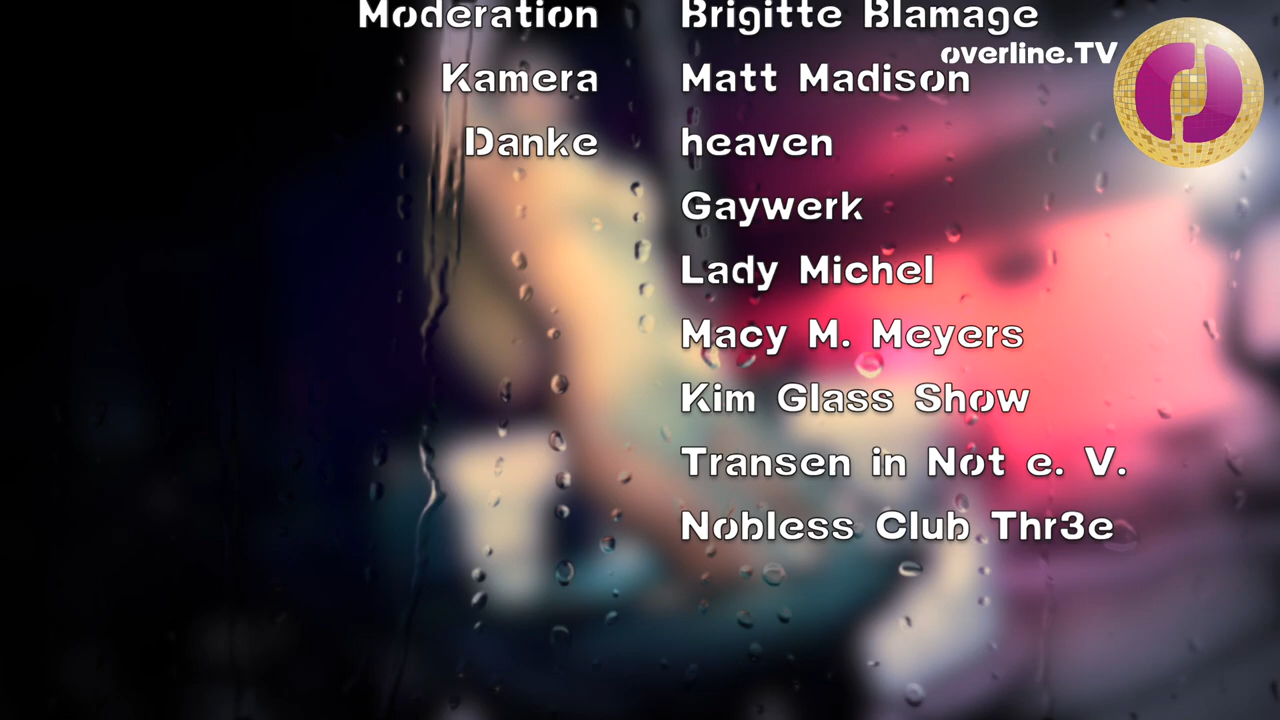 Moderation Brigitte Blamage
overline.TV
Kamera Matt Madison
Danke heaven
Gaywerk
Lady Michel
Macy M. Meyers
Kim Glass Show
Transen in Not e. V.
Nobless Club Thr3e